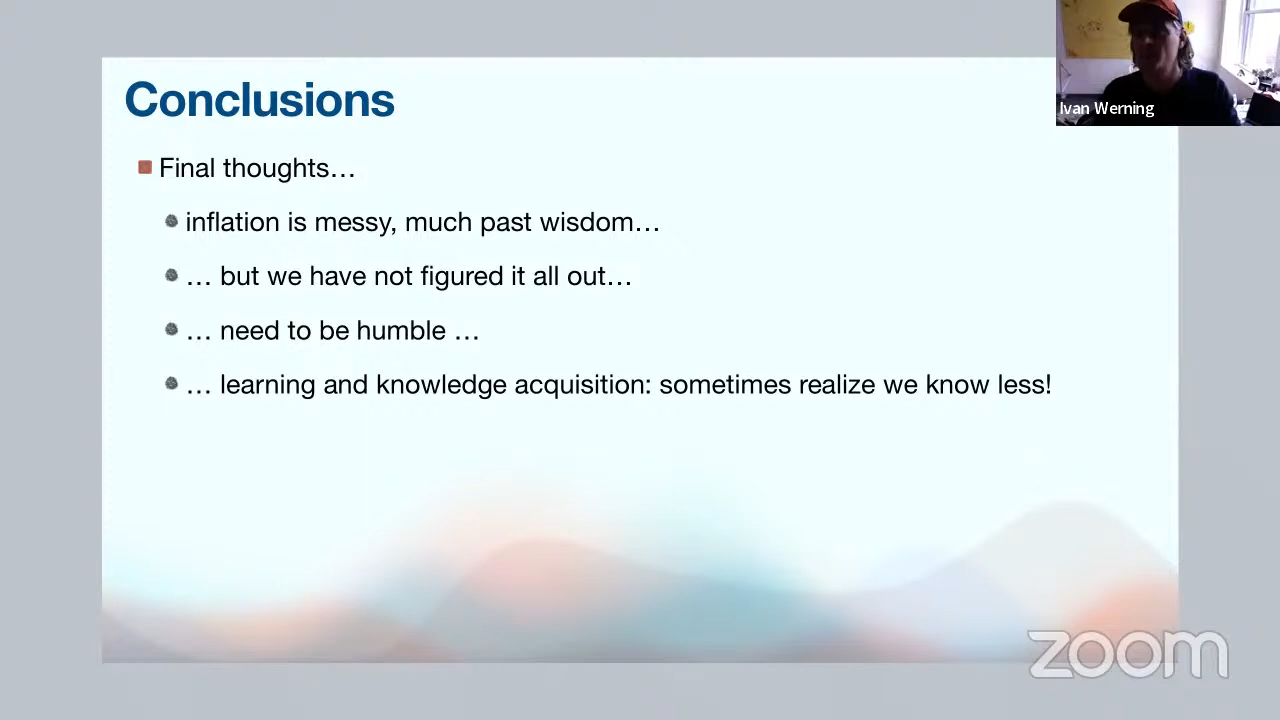 Conclusions
Ivan Werning
Final thoughts…
inflation is messy, much past wisdom…
… but we have not figured it all out…
… need to be humble …
… learning and knowledge acquisition: sometimes realize we know less!
zoom